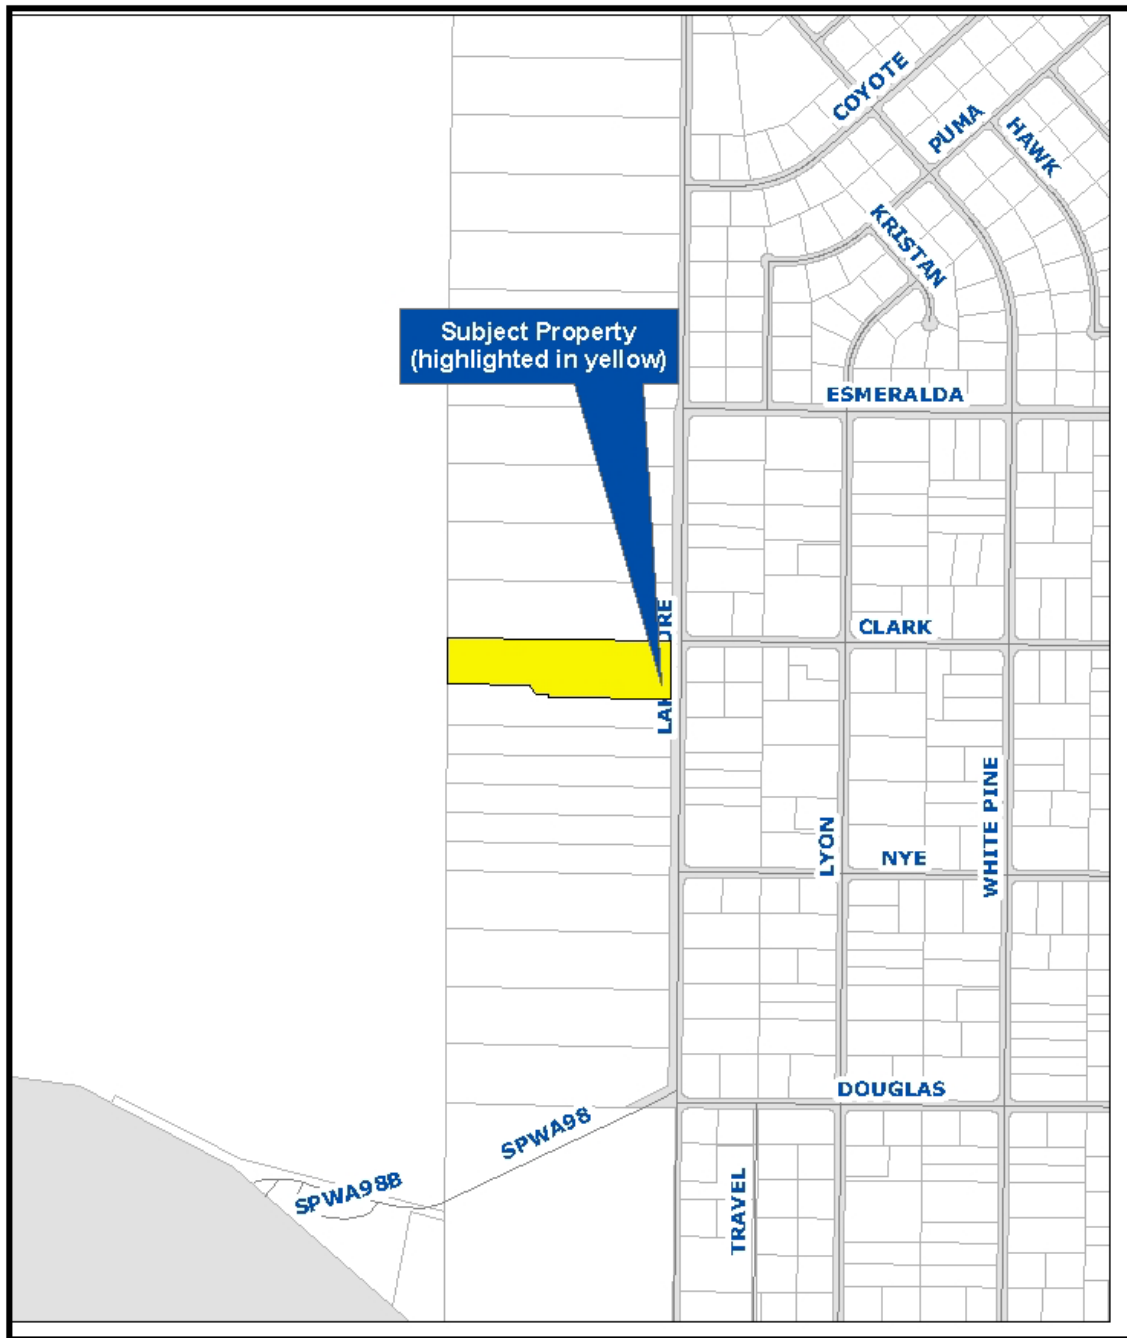 COYOTE
PUMA
HAWK
KRISTAN
Subject Property
(highlighted in yellow)
ESMERALDA
CLARK
LYON
NYE
WHITE PINE
DOUGLAS
SPWA98
SPWA98B
TRAVEL